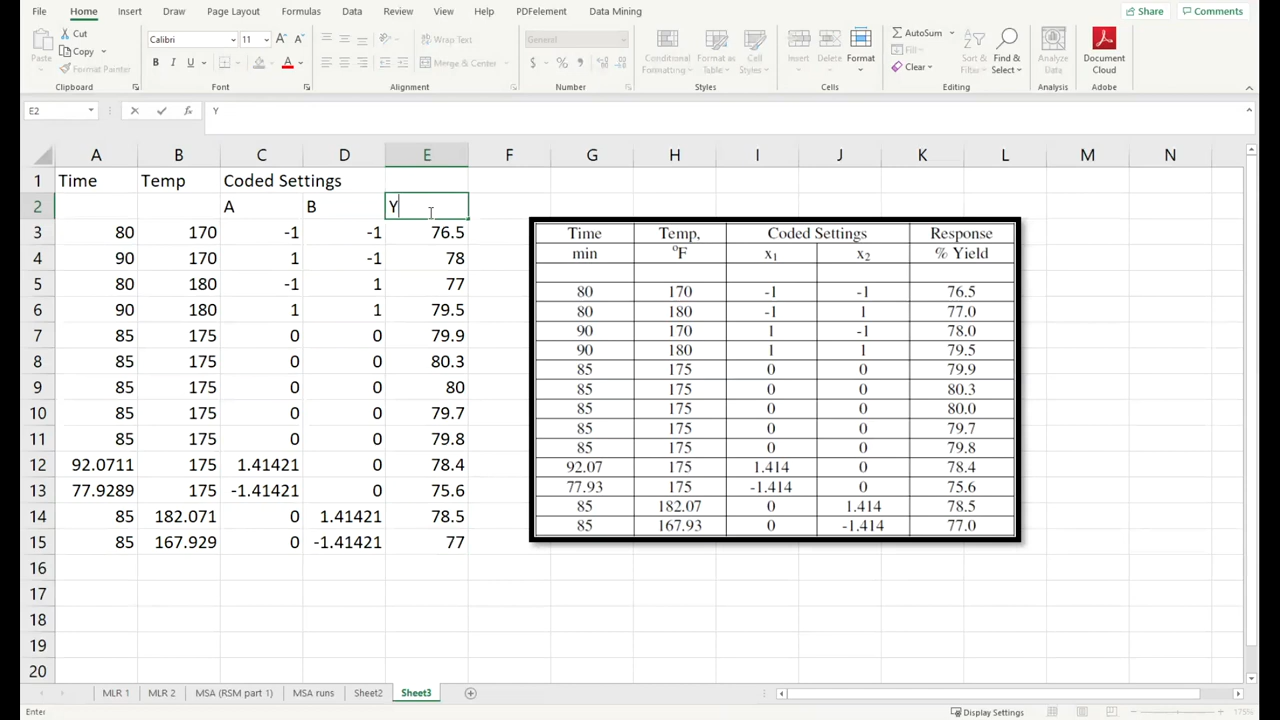 File Home Insert Draw Page Layout Formulas Data Review View Help PDFelement Data Mining Share Comments
Paste Cut Copy Format Painter Clipboard
Calibri 11 A A B I U A Font
Wrap Text Merge & Center Alignment
General $ % Number
Conditional Formatting Format as Table Cell Styles Styles
Insert Delete Format Cells
AutoSum Fill Clear Sort & Filter Find & Select Editing
Analyze Data Analysis
Document Cloud Adobe
E2 fx Y
A B C D E F G H I J K L M N
1 Time Temp Coded Settings
2 A B Y
3 80 170 -1 -1 76.5
4 90 170 1 -1 78
5 80 180 -1 1 77
6 90 180 1 1 79.5
7 85 175 0 0 79.9
8 85 175 0 0 80.3
9 85 175 0 0 80
10 85 175 0 0 79.7
11 85 175 0 0 79.8
12 92.0711 175 1.41421 0 78.4
13 77.9289 175 -1.41421 0 75.6
14 85 182.071 0 1.41421 78.5
15 85 167.929 0 -1.41421 77
16
17
18
19
20
Time Temp, Coded Settings Response
min °F x₁ x₂ % Yield
80 170 -1 -1 76.5
80 180 -1 1 77.0
90 170 1 -1 78.0
90 180 1 1 79.5
85 175 0 0 79.9
85 175 0 0 80.3
85 175 0 0 80.0
85 175 0 0 79.7
85 175 0 0 79.8
92.07 175 1.414 0 78.4
77.93 175 -1.414 0 75.6
85 182.07 0 1.414 78.5
85 167.93 0 -1.414 77.0
MLR 1 MLR 2 MSA (RSM part 1) MSA runs Sheet2 Sheet3
Enter Display Settings 175%